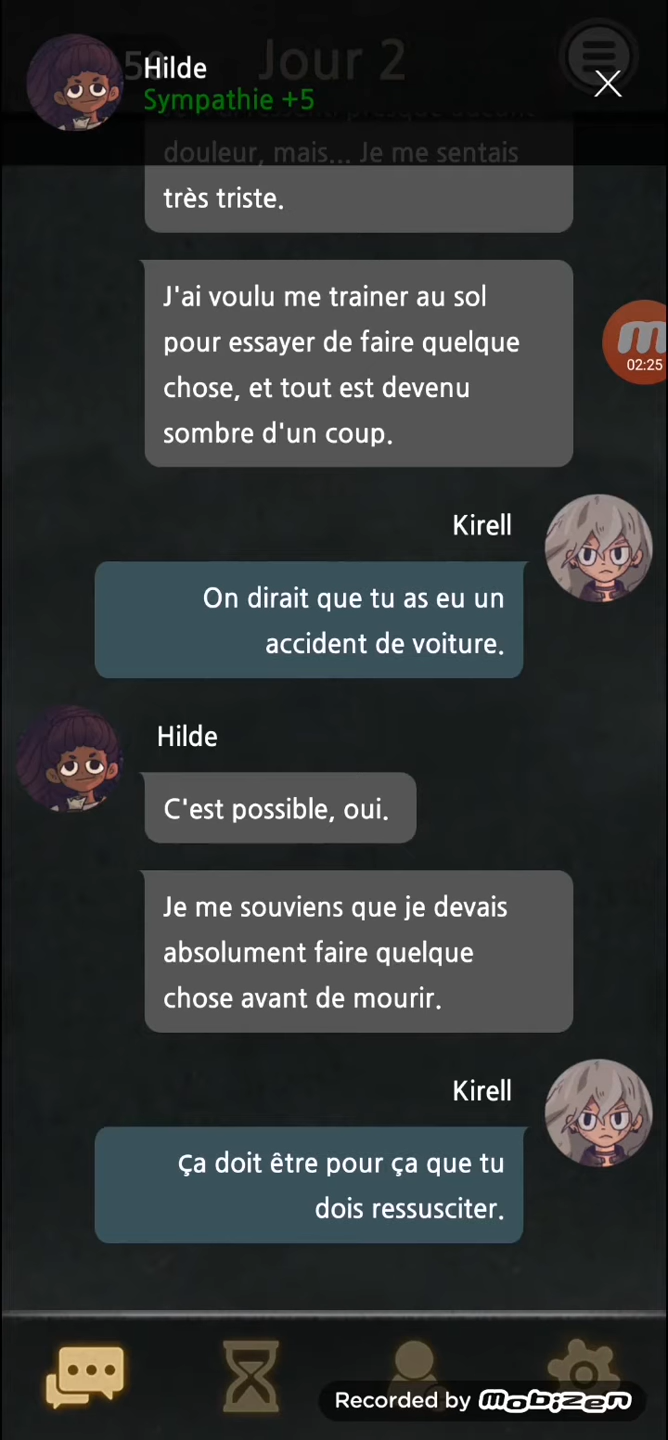 50
Jour 2
Hilde
Sympathie +5
douleur, mais... Je me sentais
très triste.
J'ai voulu me trainer au sol
pour essayer de faire quelque
chose, et tout est devenu
sombre d'un coup.
02:25
Kirell
On dirait que tu as eu un
accident de voiture.
Hilde
C'est possible, oui.
Je me souviens que je devais
absolument faire quelque
chose avant de mourir.
Kirell
Ça doit être pour ça que tu
dois ressusciter.
Recorded by mobizen